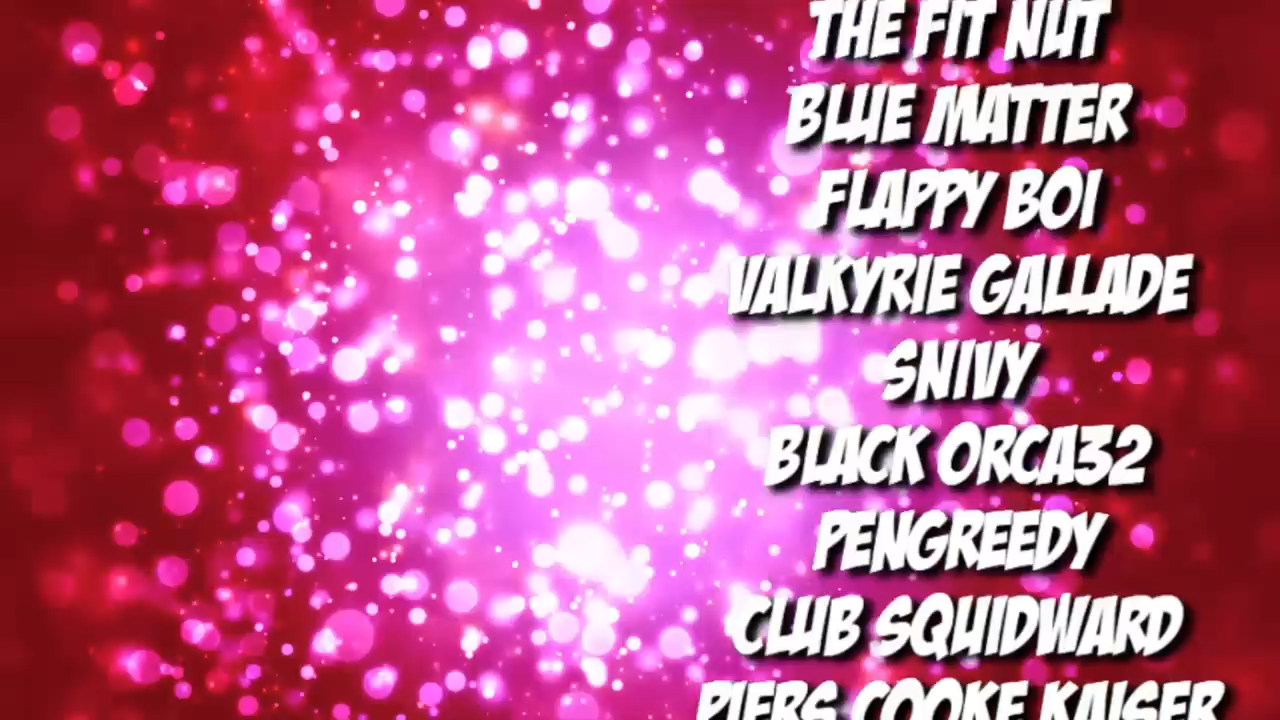 THE FIT NUT
BLUE MATTER
FLAPPY BOI
VALKYRIE GALLADE
SNIVY
BLACK ORCA32
PENGREEDY
CLUB SQUIDWARD
PIERS COOKE KAISER